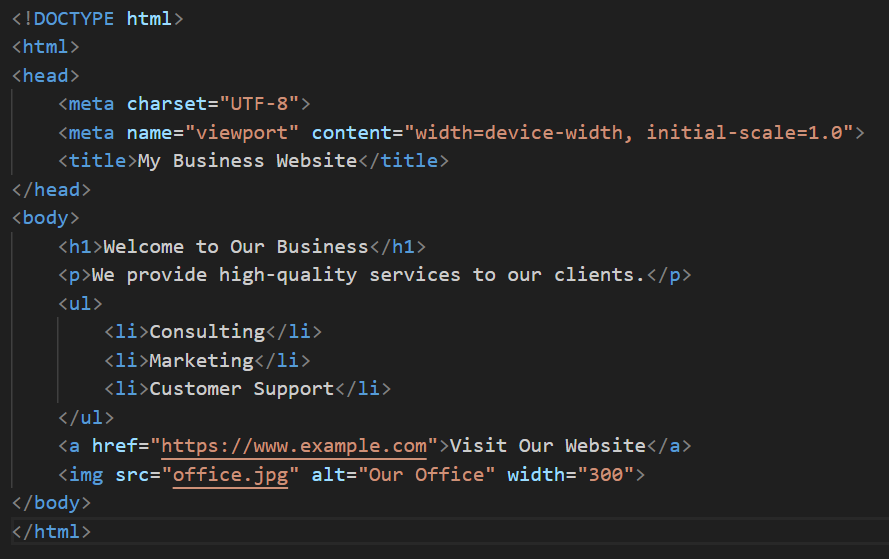 <!DOCTYPE html>
<html>
<head>
    <meta charset="UTF-8">
    <meta name="viewport" content="width=device-width, initial-scale=1.0">
    <title>My Business Website</title>
</head>
<body>
    <h1>Welcome to Our Business</h1>
    <p>We provide high-quality services to our clients.</p>
    <ul>
        <li>Consulting</li>
        <li>Marketing</li>
        <li>Customer Support</li>
    </ul>
    <a href="https://www.example.com">Visit Our Website</a>
    <img src="office.jpg" alt="Our Office" width="300">
</body>
</html>